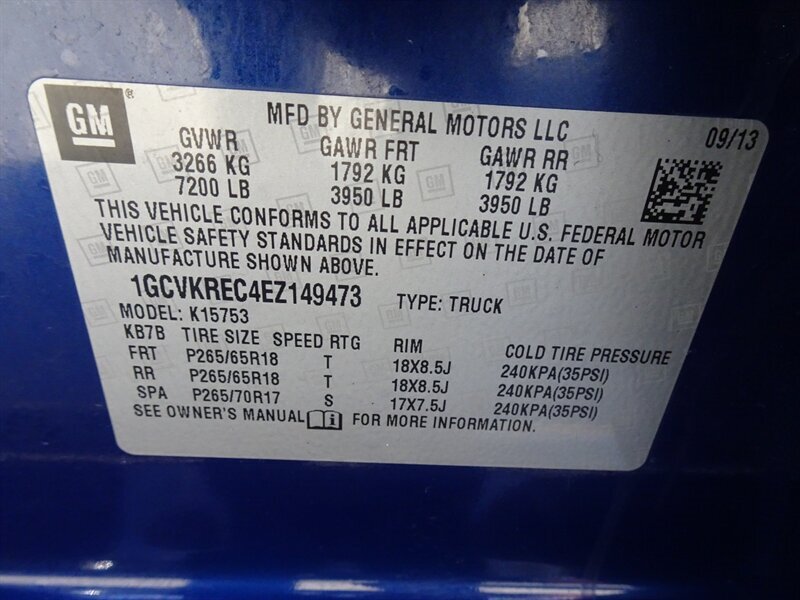 GM ®
MFD BY GENERAL MOTORS LLC 09/13
GVWR GAWR FRT GAWR RR
3266 KG 1792 KG 1792 KG
7200 LB 3950 LB 3950 LB
THIS VEHICLE CONFORMS TO ALL APPLICABLE U.S. FEDERAL MOTOR
VEHICLE SAFETY STANDARDS IN EFFECT ON THE DATE OF
MANUFACTURE SHOWN ABOVE.
1GCVKREC4EZ149473 TYPE: TRUCK
MODEL: K15753
KB7B TIRE SIZE SPEED RTG RIM COLD TIRE PRESSURE
FRT P265/65R18 T 18X8.5J 240KPA(35PSI)
RR P265/65R18 T 18X8.5J 240KPA(35PSI)
SPA P265/70R17 S 17X7.5J 240KPA(35PSI)
SEE OWNER'S MANUAL i FOR MORE INFORMATION.